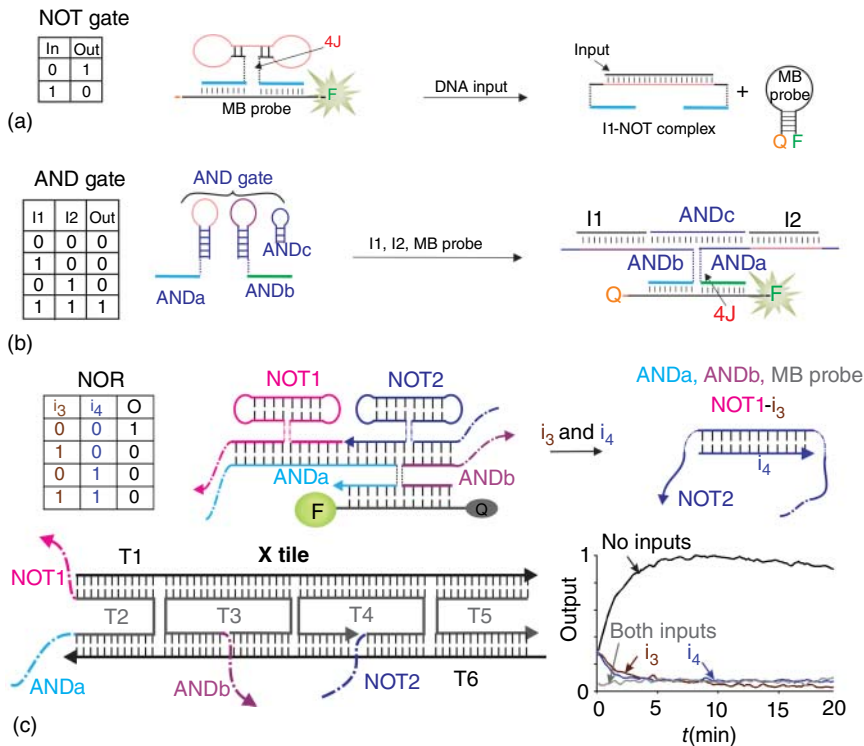 NOT gate
In Out
0 1
1 0
4J
MB probe
F
DNA input
Input
I1-NOT complex
+
MB
probe
Q F
(a)
AND gate
I1 I2 Out
0 0 0
1 0 0
0 1 0
1 1 1
AND gate
ANDc
ANDa
ANDb
I1, I2, MB probe
I1
ANDc
I2
ANDb
ANDa
Q
F
4J
(b)
NOR
i3 i4 O
0 0 1
1 0 0
0 1 0
1 1 0
NOT1
NOT2
ANDa
ANDb
F
Q
i3 and i4
ANDa, ANDb, MB probe
NOT1-i3
i4
NOT2
T1
X tile
NOT1
T2
T3
T4
T5
ANDa
ANDb
NOT2
T6
Output
1
0
No inputs
Both inputs
i3
i4
0 5 10 15 20
t(min)
(c)